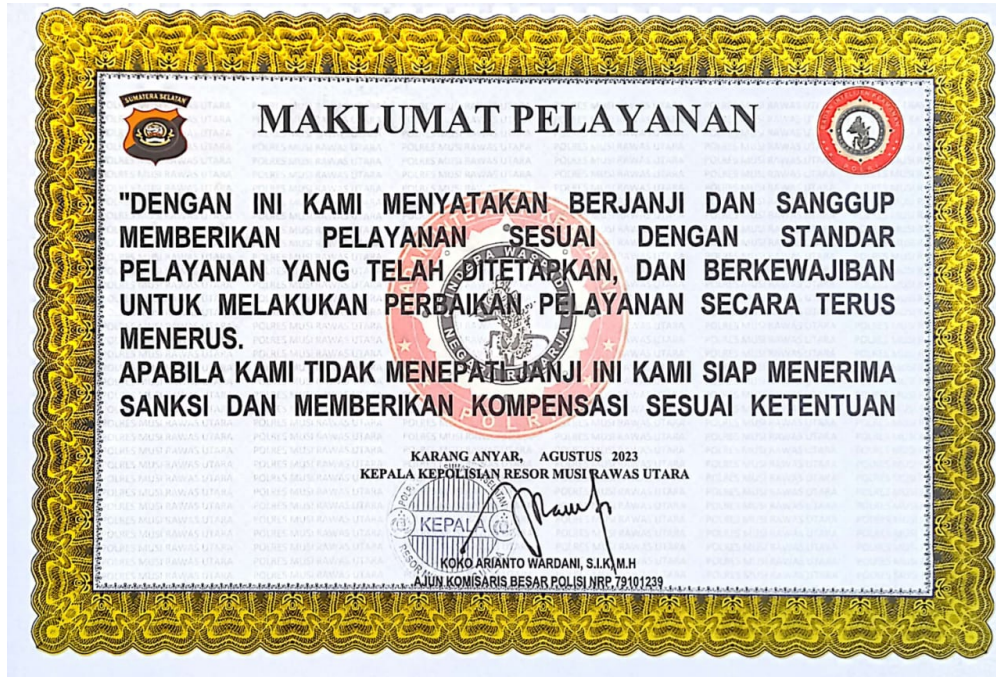 SUMATERA SELATAN
MAKLUMAT PELAYANAN
"DENGAN INI KAMI MENYATAKAN BERJANJI DAN SANGGUP
MEMBERIKAN PELAYANAN SESUAI DENGAN STANDAR
PELAYANAN YANG TELAH DITETAPKAN, DAN BERKEWAJIBAN
UNTUK MELAKUKAN PERBAIKAN PELAYANAN SECARA TERUS
MENERUS.
APABILA KAMI TIDAK MENEPATI JANJI INI KAMI SIAP MENERIMA
SANKSI DAN MEMBERIKAN KOMPENSASI SESUAI KETENTUAN
POLRI
KARANG ANYAR, AGUSTUS 2023
KEPALA KEPOLISIAN RESOR MUSI RAWAS UTARA
KEPALA
KOKO ARIANTO WARDANI, S.I.K, M.H
AJUN KOMISARIS BESAR POLISI NRP.79101239